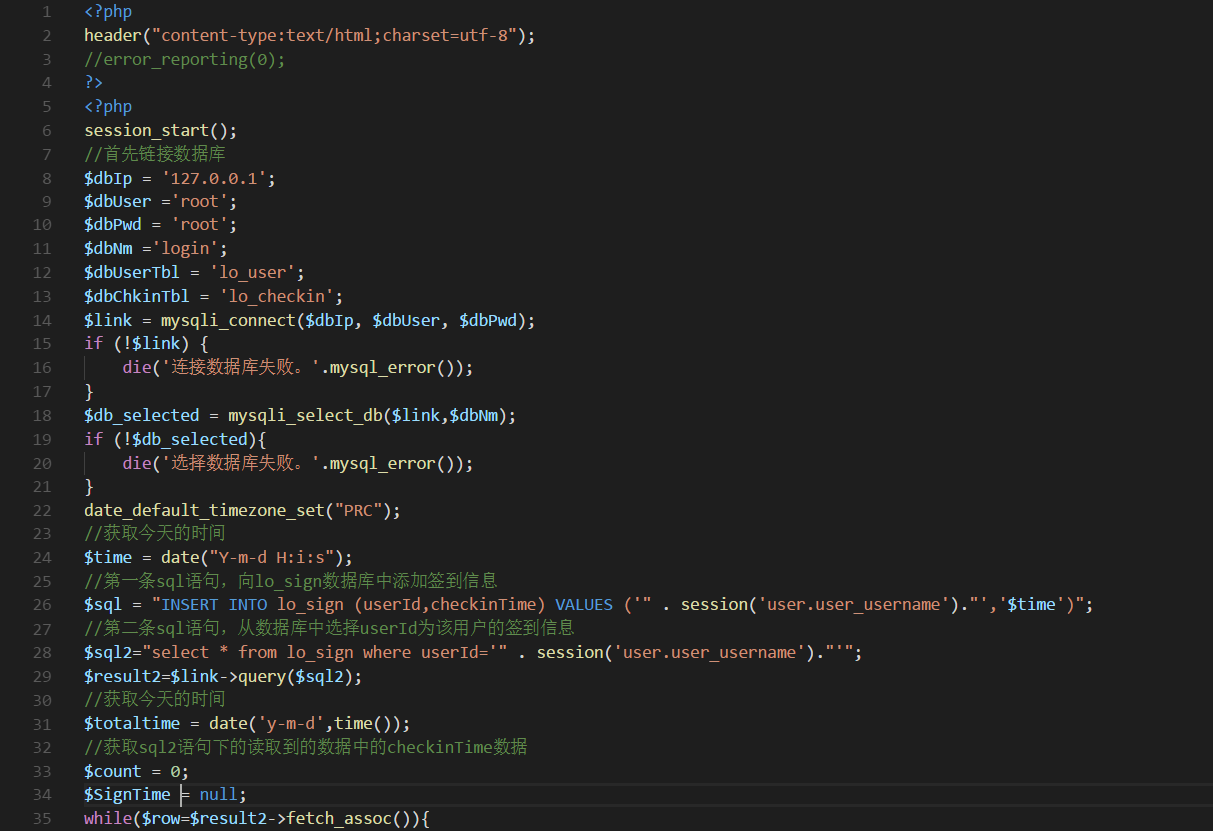 1 <?php
2 header("content-type:text/html;charset=utf-8");
3 //error_reporting(0);
4 ?>
5 <?php
6 session_start();
7 //首先链接数据库
8 $dbIp = '127.0.0.1';
9 $dbUser ='root';
10 $dbPwd = 'root';
11 $dbNm ='login';
12 $dbUserTbl = 'lo_user';
13 $dbChkinTbl = 'lo_checkin';
14 $link = mysqli_connect($dbIp, $dbUser, $dbPwd);
15 if (!$link) {
16     die('连接数据库失败。'.mysql_error());
17 }
18 $db_selected = mysqli_select_db($link,$dbNm);
19 if (!$db_selected){
20     die('选择数据库失败。'.mysql_error());
21 }
22 date_default_timezone_set("PRC");
23 //获取今天的时间
24 $time = date("Y-m-d H:i:s");
25 //第一条sql语句，向lo_sign数据库中添加签到信息
26 $sql = "INSERT INTO lo_sign (userId,checkinTime) VALUES ('" . session('user.user_username')."','$time')";
27 //第二条sql语句，从数据库中选择userId为该用户的签到信息
28 $sql2="select * from lo_sign where userId='" . session('user.user_username')."'";
29 $result2=$link->query($sql2);
30 //获取今天的时间
31 $totaltime = date('y-m-d',time());
32 //获取sql2语句下的读取到的数据中的checkinTime数据
33 $count = 0;
34 $SignTime = null;
35 while($row=$result2->fetch_assoc()){